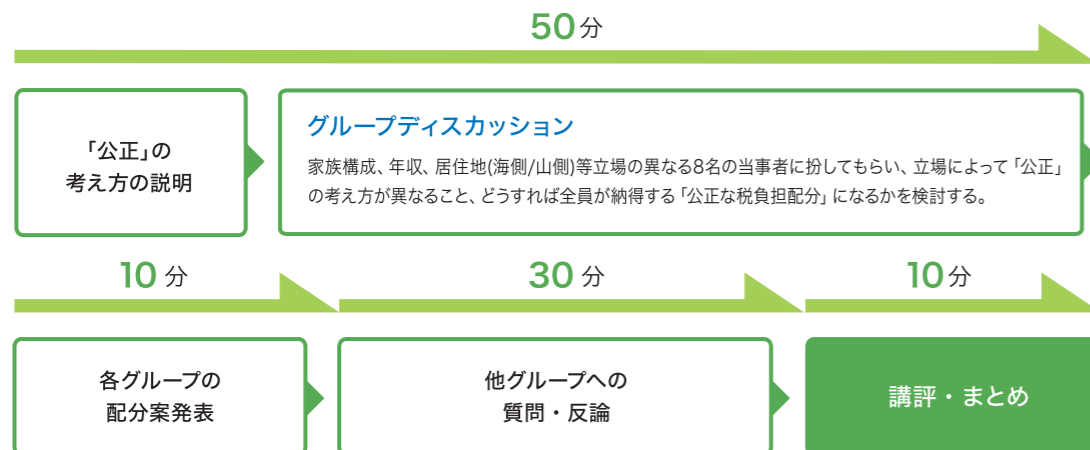 50分
「公正」の
考え方の説明
グループディスカッション
家族構成、年収、居住地(海側/山側)等立場の異なる8名の当事者に扮してもらい、立場によって「公正」
の考え方が異なること、どうすれば全員が納得する「公正な税負担配分」になるかを検討する。
10分
30分
10分
各グループの
配分案発表
他グループへの
質問・反論
講評・まとめ